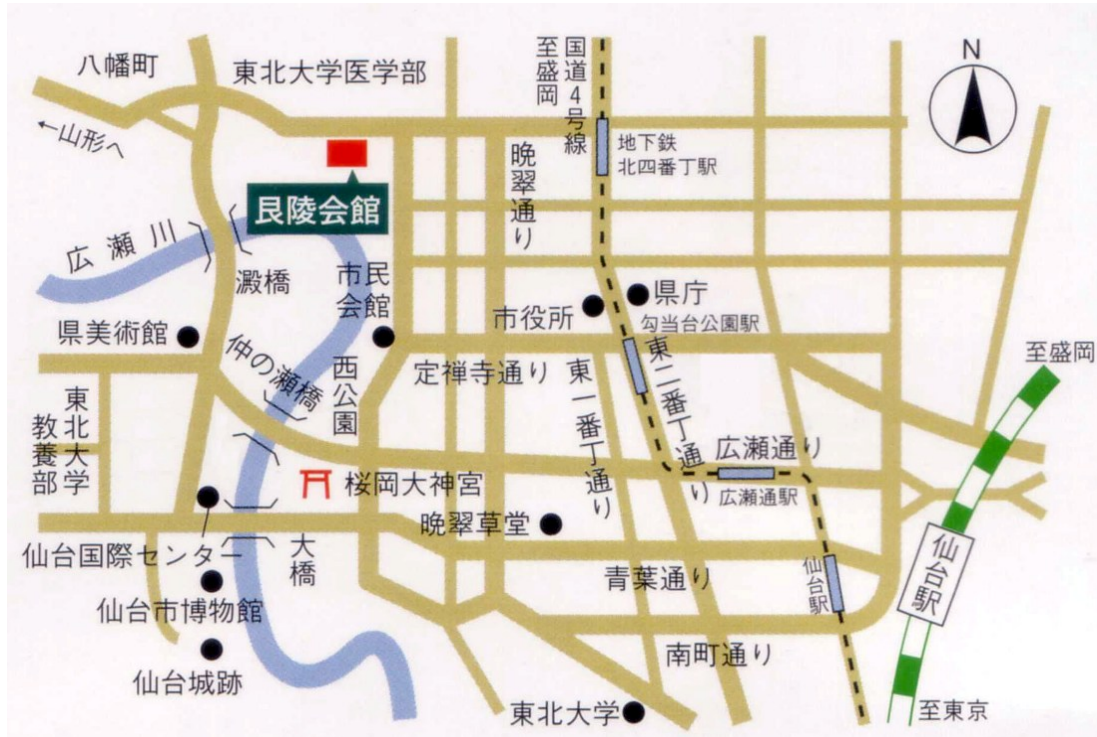 八幡町
東北大学医学部
国道4号線
至盛岡
N
←山形へ
地下鉄
北四番丁駅
晩翠通り
艮陵会館
広瀬川
澱橋
市民
会館
県庁
市役所
勾当台公園駅
県美術館
仲の瀬橋
西公園
定禅寺通り
東一番丁通り
東二番丁通り
至盛岡
東北大学
教養部
広瀬通り
広瀬通駅
桜岡大神宮
晩翠草堂
仙台国際センター
大橋
仙台駅
仙台駅
青葉通り
仙台市博物館
南町通り
仙台城跡
東北大学
至東京